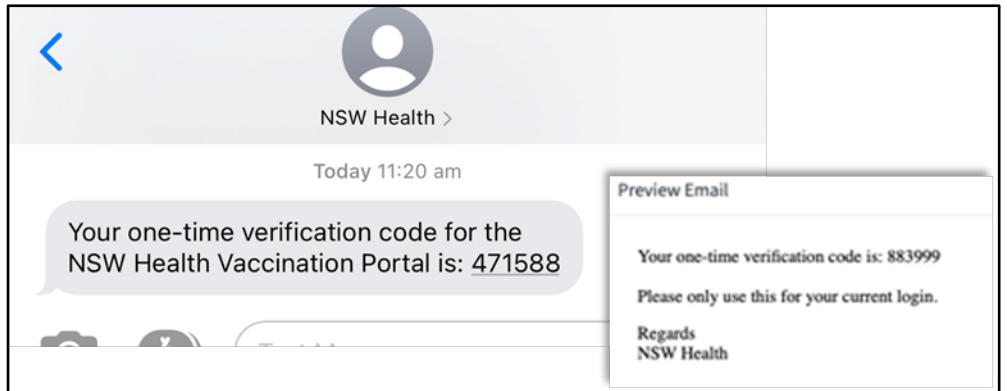 NSW Health >
Today 11:20 am
Your one-time verification code for the
NSW Health Vaccination Portal is: 471588
Preview Email
Your one-time verification code is: 883999
Please only use this for your current login.
Regards
NSW Health